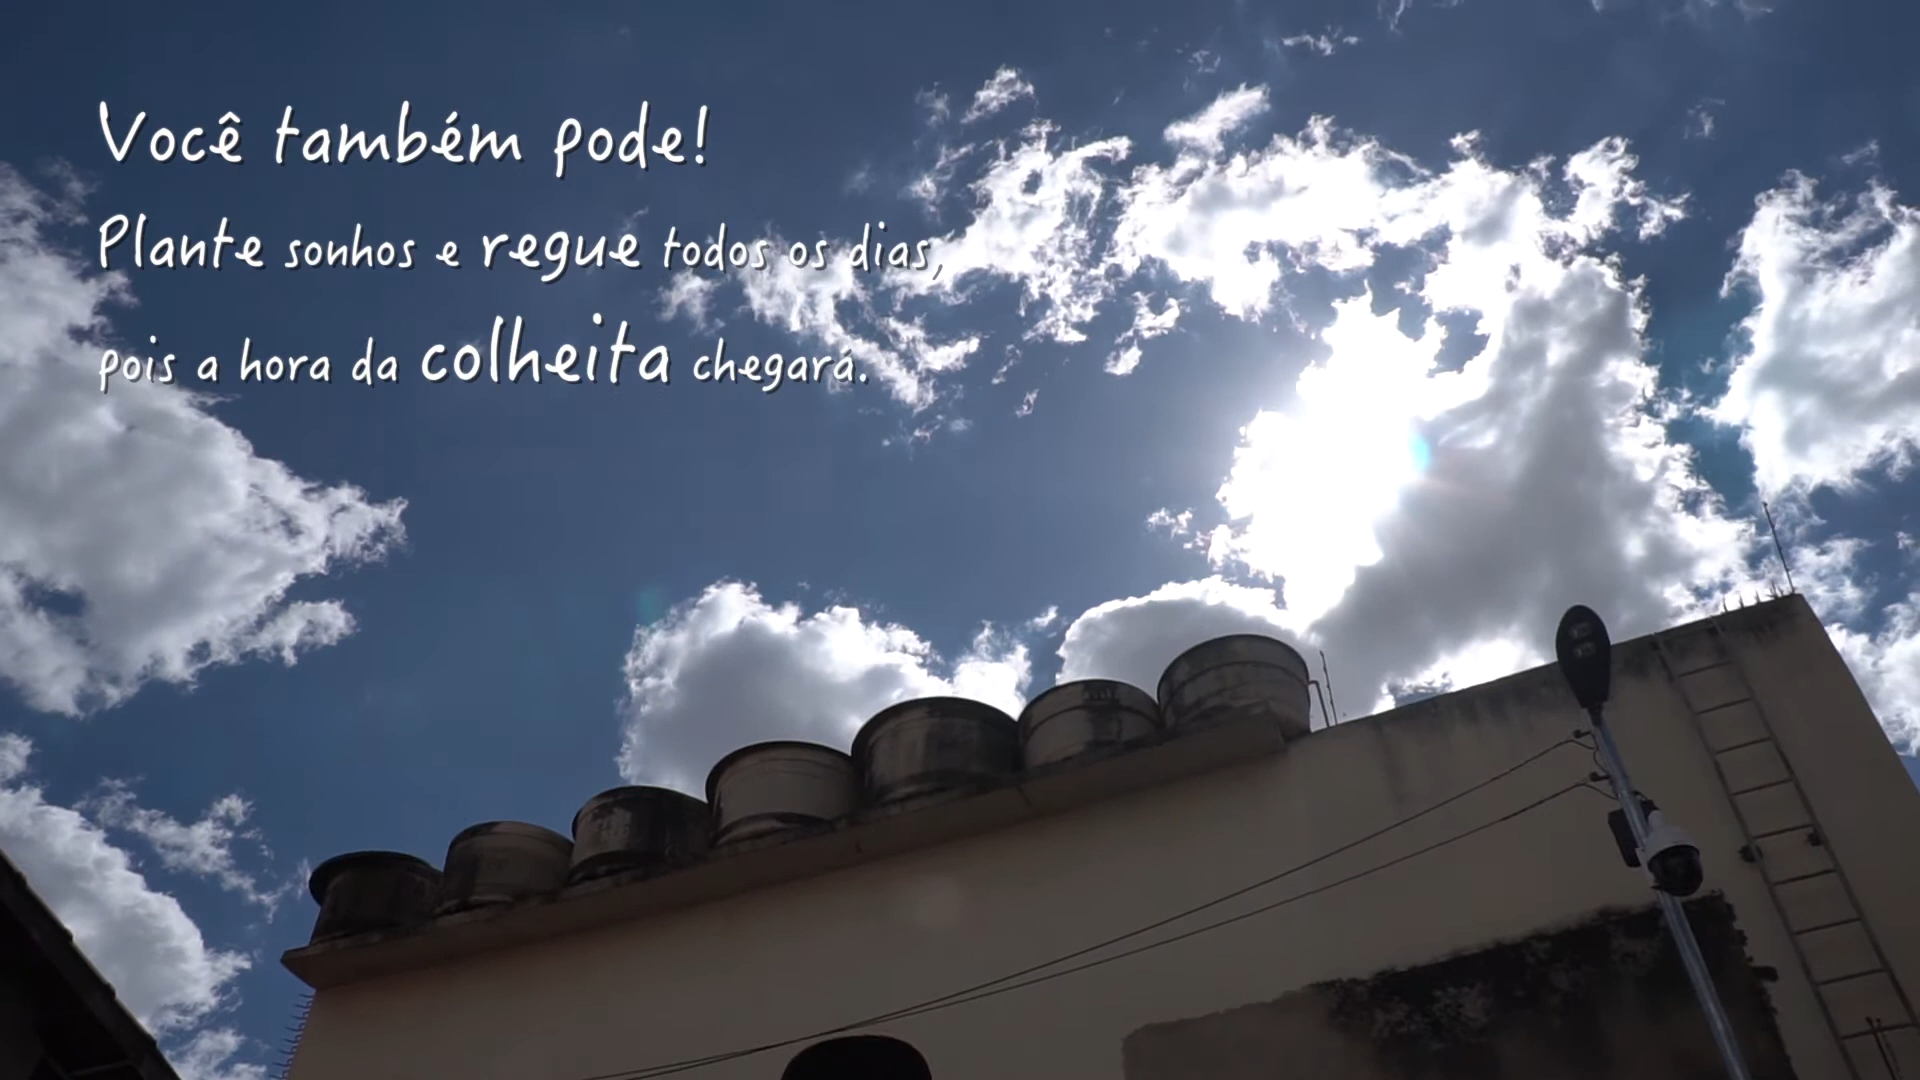 Você também pode!
Plante sonhos e regue todos os dias,
pois a hora da colheita chegará.